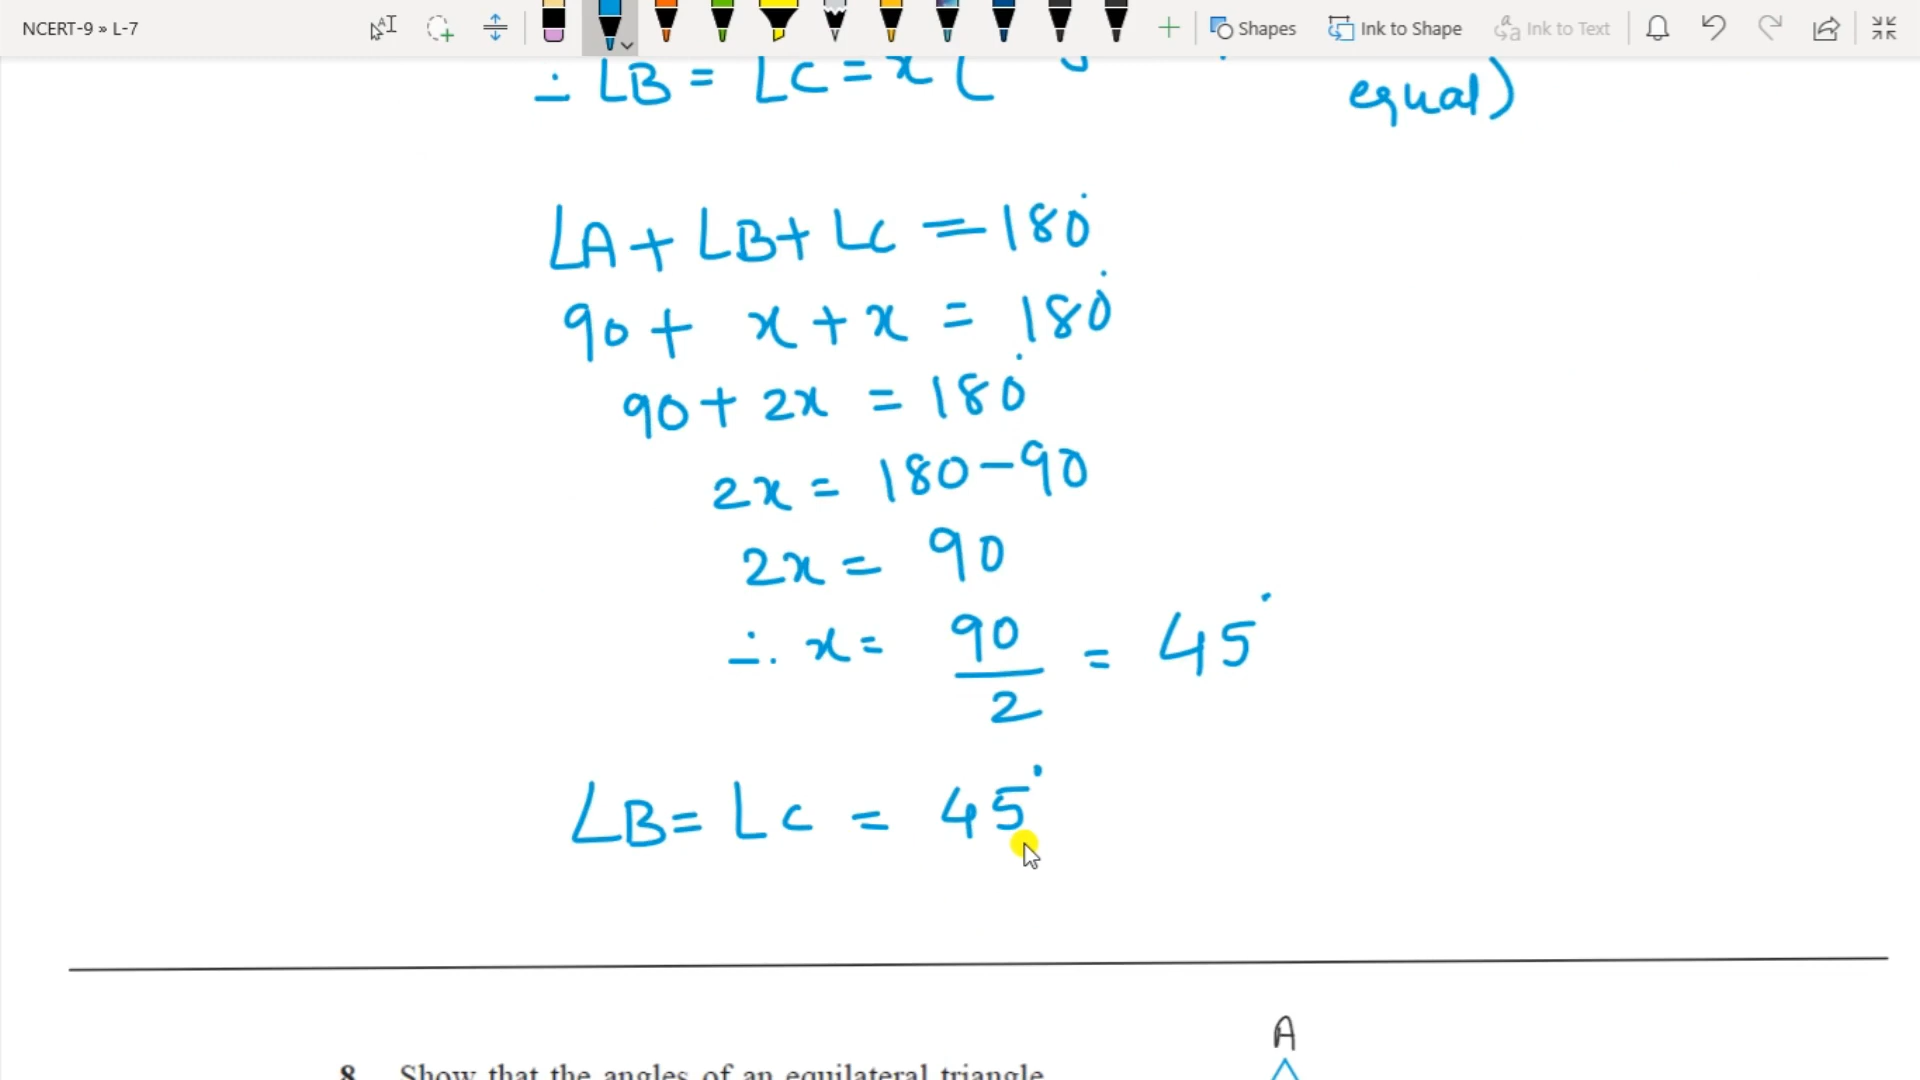 NCERT-9 » L-7
Shapes Ink to Shape Ink to Text
∴ ∠B = ∠C = x (
equal)
∠A + ∠B + ∠C = 180°
90 + x + x = 180°
90 + 2x = 180°
2x = 180 - 90
2x = 90
∴ x = 90/2 = 45°
∠B = ∠C = 45°
A
8. Show that the angles of an equilateral triangle